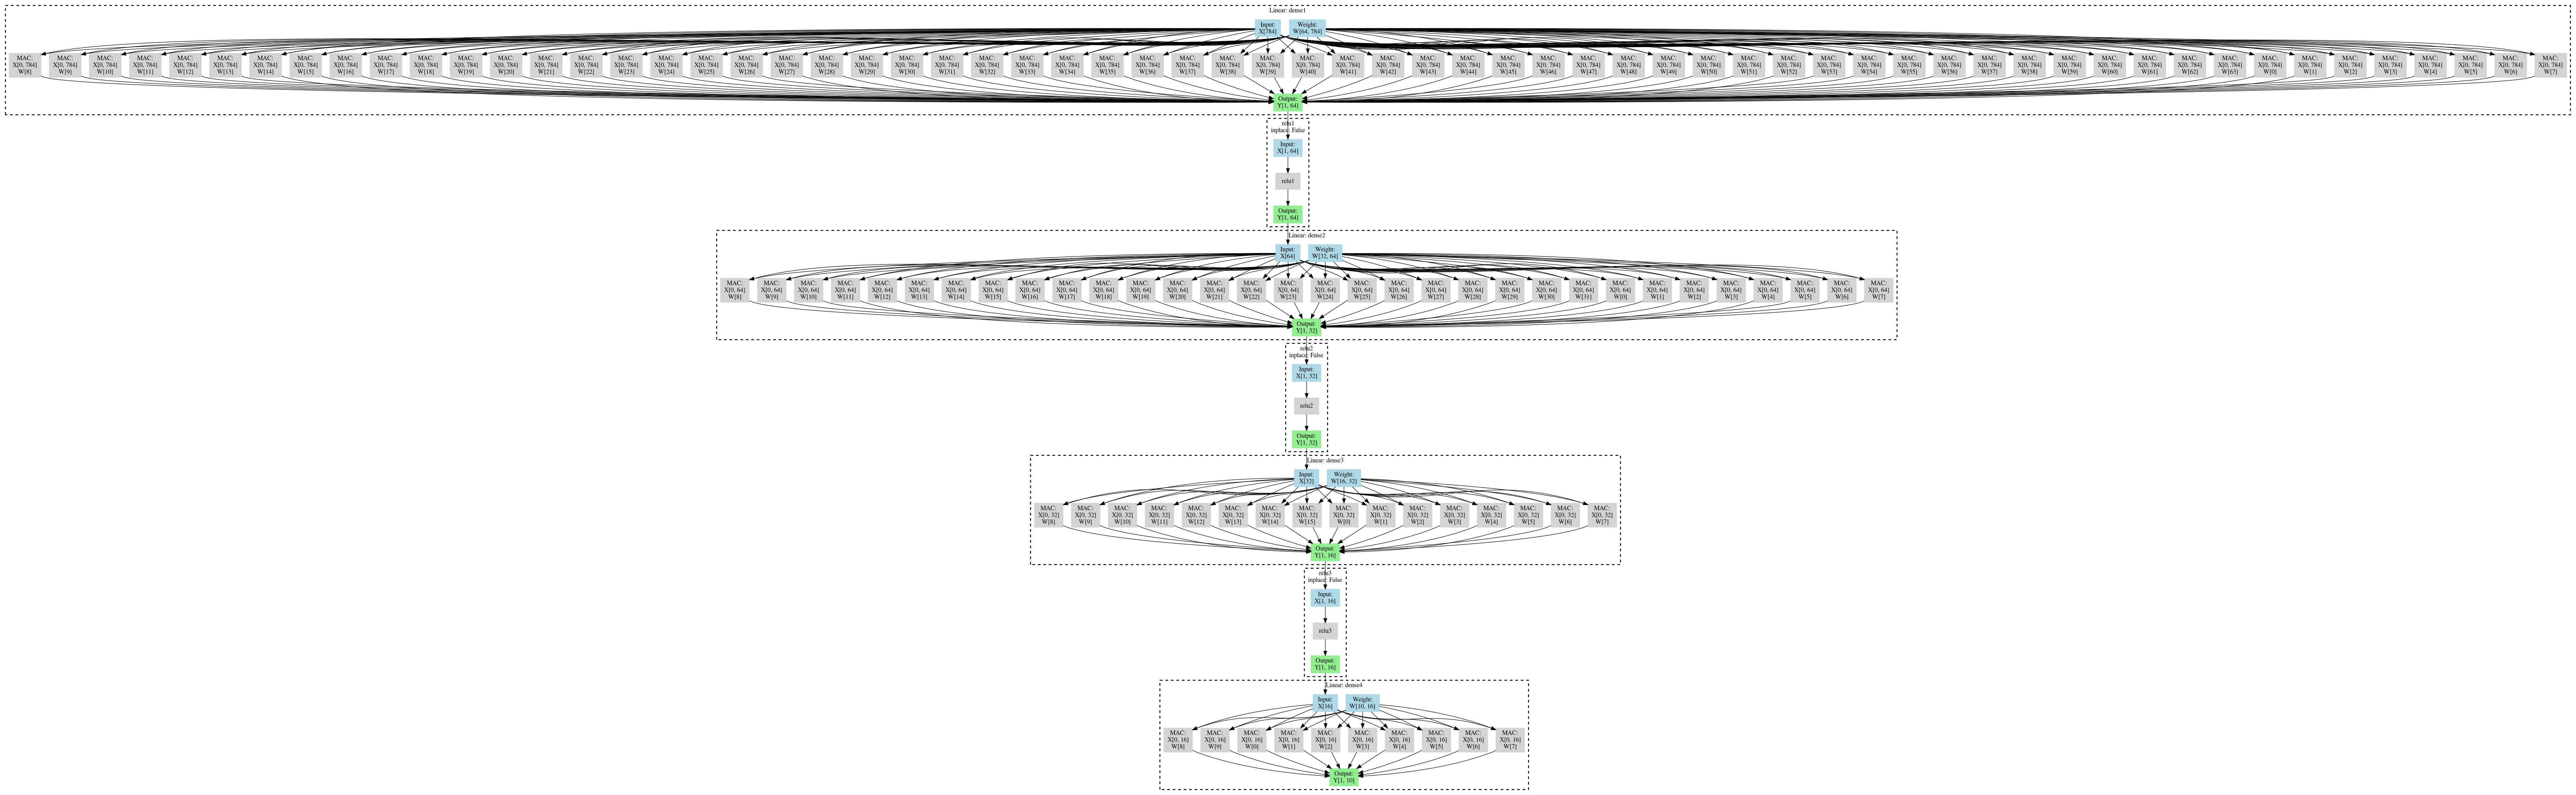 Linear: dense1
Input:
X[784]
Weight:
W[64, 784]
MAC:
X[0, 784]
W[8]
MAC:
X[0, 784]
W[9]
MAC:
X[0, 784]
W[10]
MAC:
X[0, 784]
W[11]
MAC:
X[0, 784]
W[12]
MAC:
X[0, 784]
W[13]
MAC:
X[0, 784]
W[14]
MAC:
X[0, 784]
W[15]
MAC:
X[0, 784]
W[16]
MAC:
X[0, 784]
W[17]
MAC:
X[0, 784]
W[18]
MAC:
X[0, 784]
W[19]
MAC:
X[0, 784]
W[20]
MAC:
X[0, 784]
W[21]
MAC:
X[0, 784]
W[22]
MAC:
X[0, 784]
W[23]
MAC:
X[0, 784]
W[24]
MAC:
X[0, 784]
W[25]
MAC:
X[0, 784]
W[26]
MAC:
X[0, 784]
W[27]
MAC:
X[0, 784]
W[28]
MAC:
X[0, 784]
W[29]
MAC:
X[0, 784]
W[30]
MAC:
X[0, 784]
W[31]
MAC:
X[0, 784]
W[32]
MAC:
X[0, 784]
W[33]
MAC:
X[0, 784]
W[34]
MAC:
X[0, 784]
W[35]
MAC:
X[0, 784]
W[36]
MAC:
X[0, 784]
W[37]
MAC:
X[0, 784]
W[38]
MAC:
X[0, 784]
W[39]
MAC:
X[0, 784]
W[40]
MAC:
X[0, 784]
W[41]
MAC:
X[0, 784]
W[42]
MAC:
X[0, 784]
W[43]
MAC:
X[0, 784]
W[44]
MAC:
X[0, 784]
W[45]
MAC:
X[0, 784]
W[46]
MAC:
X[0, 784]
W[47]
MAC:
X[0, 784]
W[48]
MAC:
X[0, 784]
W[49]
MAC:
X[0, 784]
W[50]
MAC:
X[0, 784]
W[51]
MAC:
X[0, 784]
W[52]
MAC:
X[0, 784]
W[53]
MAC:
X[0, 784]
W[54]
MAC:
X[0, 784]
W[55]
MAC:
X[0, 784]
W[56]
MAC:
X[0, 784]
W[57]
MAC:
X[0, 784]
W[58]
MAC:
X[0, 784]
W[59]
MAC:
X[0, 784]
W[60]
MAC:
X[0, 784]
W[61]
MAC:
X[0, 784]
W[62]
MAC:
X[0, 784]
W[63]
MAC:
X[0, 784]
W[0]
MAC:
X[0, 784]
W[1]
MAC:
X[0, 784]
W[2]
MAC:
X[0, 784]
W[3]
MAC:
X[0, 784]
W[4]
MAC:
X[0, 784]
W[5]
MAC:
X[0, 784]
W[6]
MAC:
X[0, 784]
W[7]
Output:
Y[1, 64]
relu1
inplace: False
Input:
X[1, 64]
relu1
Output:
Y[1, 64]
Linear: dense2
Input:
X[64]
Weight:
W[32, 64]
MAC:
X[0, 64]
W[8]
MAC:
X[0, 64]
W[9]
MAC:
X[0, 64]
W[10]
MAC:
X[0, 64]
W[11]
MAC:
X[0, 64]
W[12]
MAC:
X[0, 64]
W[13]
MAC:
X[0, 64]
W[14]
MAC:
X[0, 64]
W[15]
MAC:
X[0, 64]
W[16]
MAC:
X[0, 64]
W[17]
MAC:
X[0, 64]
W[18]
MAC:
X[0, 64]
W[19]
MAC:
X[0, 64]
W[20]
MAC:
X[0, 64]
W[21]
MAC:
X[0, 64]
W[22]
MAC:
X[0, 64]
W[23]
MAC:
X[0, 64]
W[24]
MAC:
X[0, 64]
W[25]
MAC:
X[0, 64]
W[26]
MAC:
X[0, 64]
W[27]
MAC:
X[0, 64]
W[28]
MAC:
X[0, 64]
W[29]
MAC:
X[0, 64]
W[30]
MAC:
X[0, 64]
W[31]
MAC:
X[0, 64]
W[0]
MAC:
X[0, 64]
W[1]
MAC:
X[0, 64]
W[2]
MAC:
X[0, 64]
W[3]
MAC:
X[0, 64]
W[4]
MAC:
X[0, 64]
W[5]
MAC:
X[0, 64]
W[6]
MAC:
X[0, 64]
W[7]
Output:
Y[1, 32]
relu2
inplace: False
Input:
X[1, 32]
relu2
Output:
Y[1, 32]
Linear: dense3
Input:
X[32]
Weight:
W[16, 32]
MAC:
X[0, 32]
W[8]
MAC:
X[0, 32]
W[9]
MAC:
X[0, 32]
W[10]
MAC:
X[0, 32]
W[11]
MAC:
X[0, 32]
W[12]
MAC:
X[0, 32]
W[13]
MAC:
X[0, 32]
W[14]
MAC:
X[0, 32]
W[15]
MAC:
X[0, 32]
W[0]
MAC:
X[0, 32]
W[1]
MAC:
X[0, 32]
W[2]
MAC:
X[0, 32]
W[3]
MAC:
X[0, 32]
W[4]
MAC:
X[0, 32]
W[5]
MAC:
X[0, 32]
W[6]
MAC:
X[0, 32]
W[7]
Output:
Y[1, 16]
relu3
inplace: False
Input:
X[1, 16]
relu3
Output:
Y[1, 16]
Linear: dense4
Input:
X[16]
Weight:
W[10, 16]
MAC:
X[0, 16]
W[8]
MAC:
X[0, 16]
W[9]
MAC:
X[0, 16]
W[0]
MAC:
X[0, 16]
W[1]
MAC:
X[0, 16]
W[2]
MAC:
X[0, 16]
W[3]
MAC:
X[0, 16]
W[4]
MAC:
X[0, 16]
W[5]
MAC:
X[0, 16]
W[6]
MAC:
X[0, 16]
W[7]
Output:
Y[1, 10]